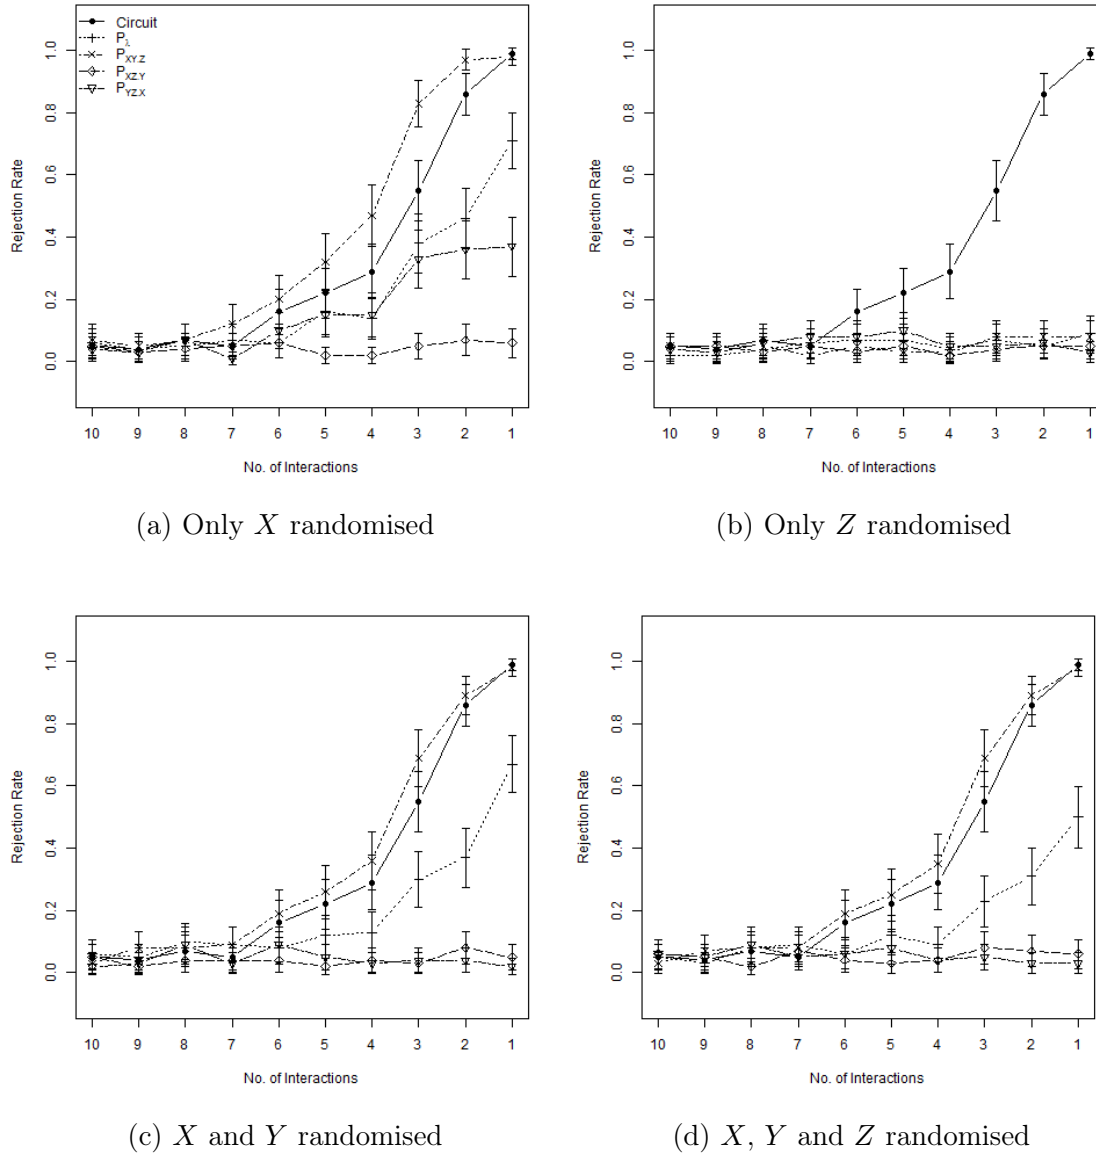 Circuit
P_λ
P_XY.Z
P_XZ.Y
P_YZ.X
Rejection Rate
1.0
0.8
0.6
0.4
0.2
0.0
10 9 8 7 6 5 4 3 2 1
No. of Interactions
(a) Only X randomised
Rejection Rate
1.0
0.8
0.6
0.4
0.2
0.0
10 9 8 7 6 5 4 3 2 1
No. of Interactions
(b) Only Z randomised
Rejection Rate
1.0
0.8
0.6
0.4
0.2
0.0
10 9 8 7 6 5 4 3 2 1
No. of Interactions
(c) X and Y randomised
Rejection Rate
1.0
0.8
0.6
0.4
0.2
0.0
10 9 8 7 6 5 4 3 2 1
No. of Interactions
(d) X, Y and Z randomised